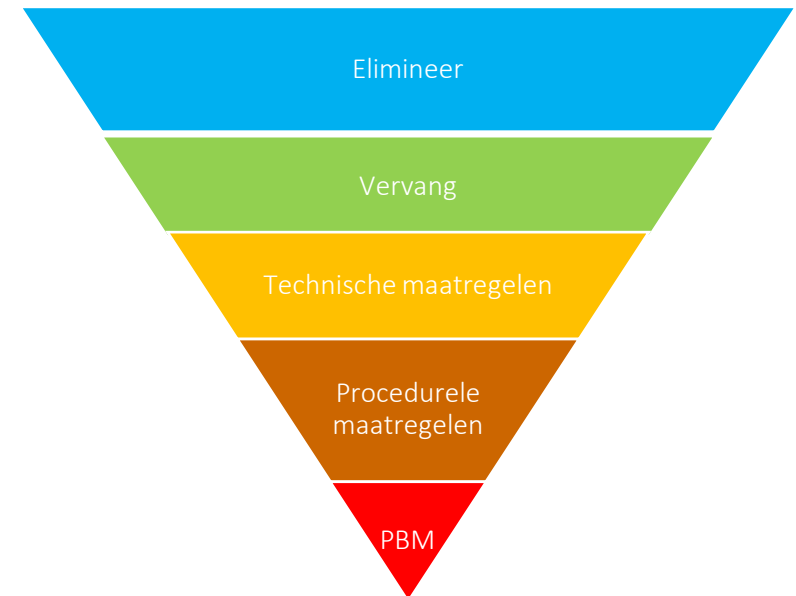 Elimineer
Vervang
Technische maatregelen
Procedurele
maatregelen
PBM